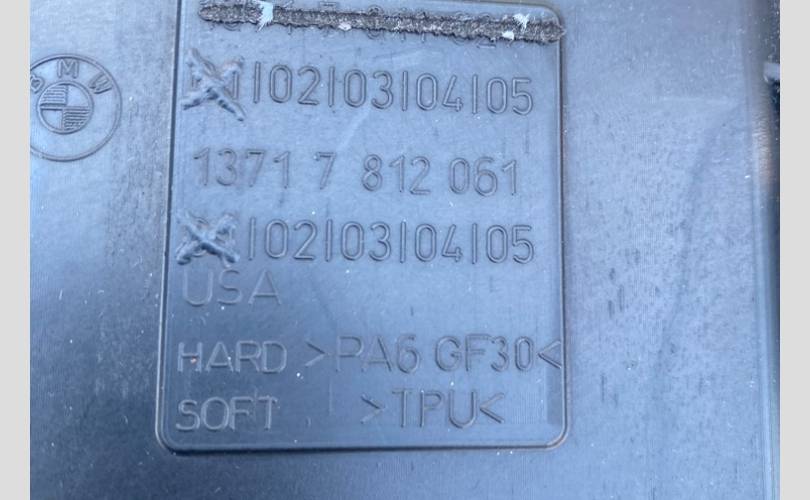 BMW
|02|03|04|05
1371 7 812 061
|02|03|04|05
USA
HARD >PA6 GF30<
SOFT >TPU<